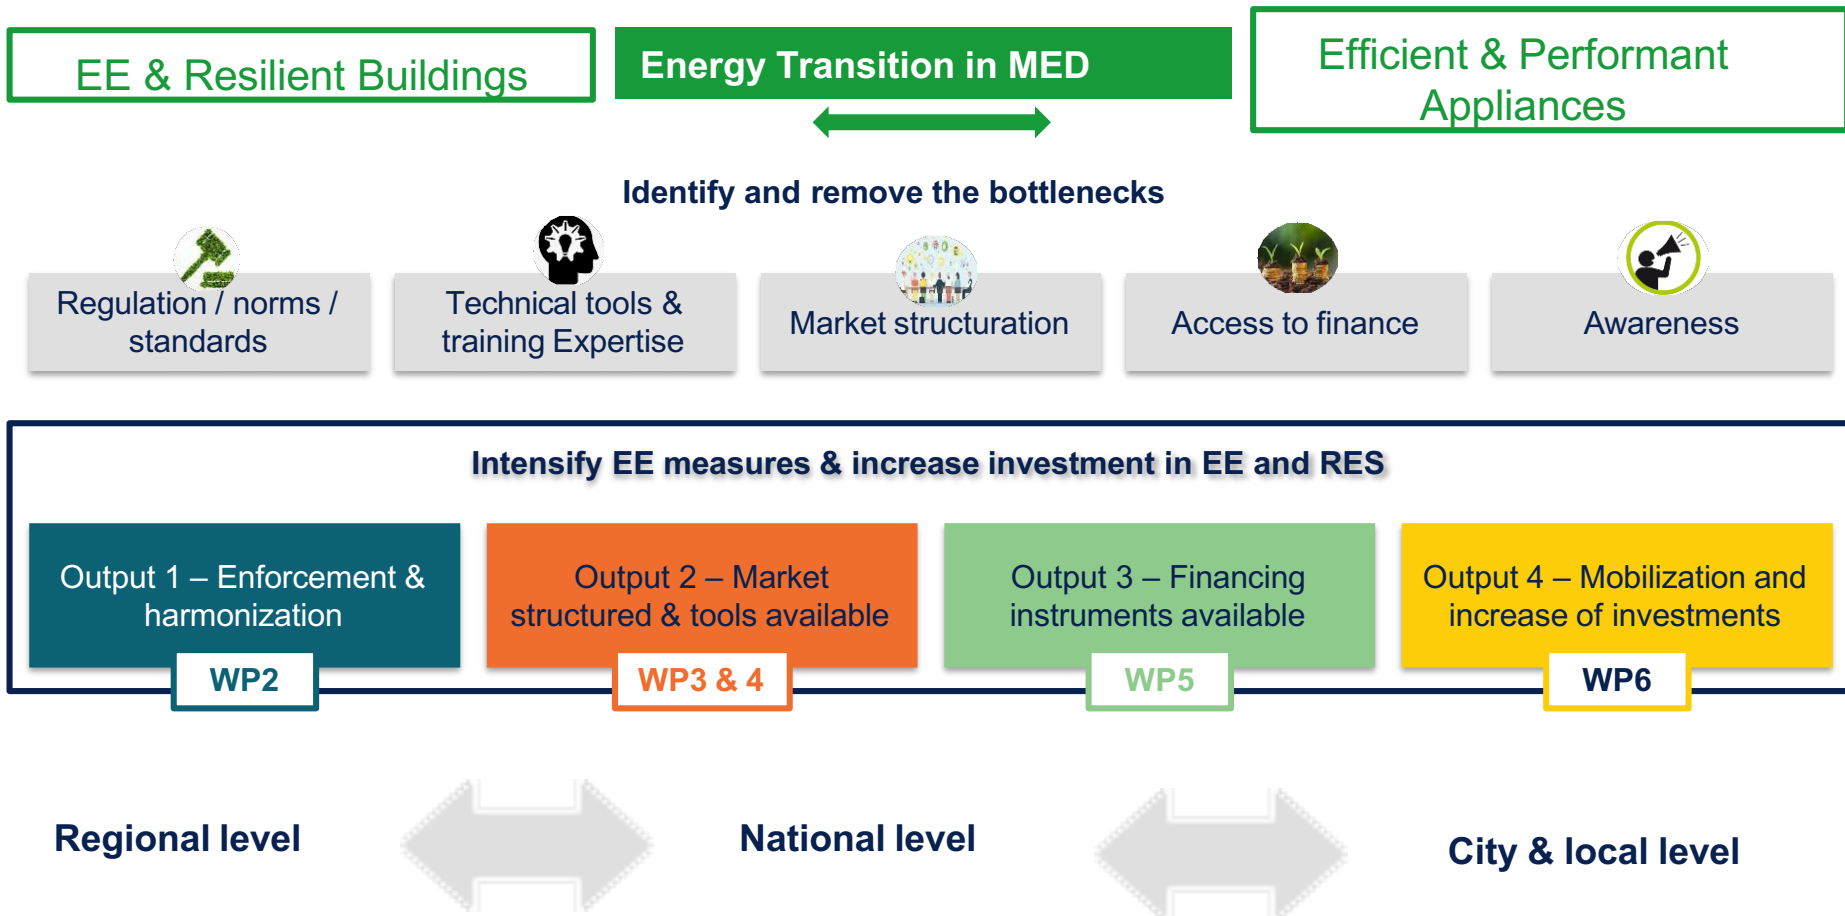 EE & Resilient Buildings
Energy Transition in MED
Efficient & Performant
Appliances
Identify and remove the bottlenecks
Regulation / norms /
standards
Technical tools &
training Expertise
Market structuration
Access to finance
Awareness
Intensify EE measures & increase investment in EE and RES
Output 1 – Enforcement &
harmonization
WP2
Output 2 – Market
structured & tools available
WP3 & 4
Output 3 – Financing
instruments available
WP5
Output 4 – Mobilization and
increase of investments
WP6
Regional level
National level
City & local level